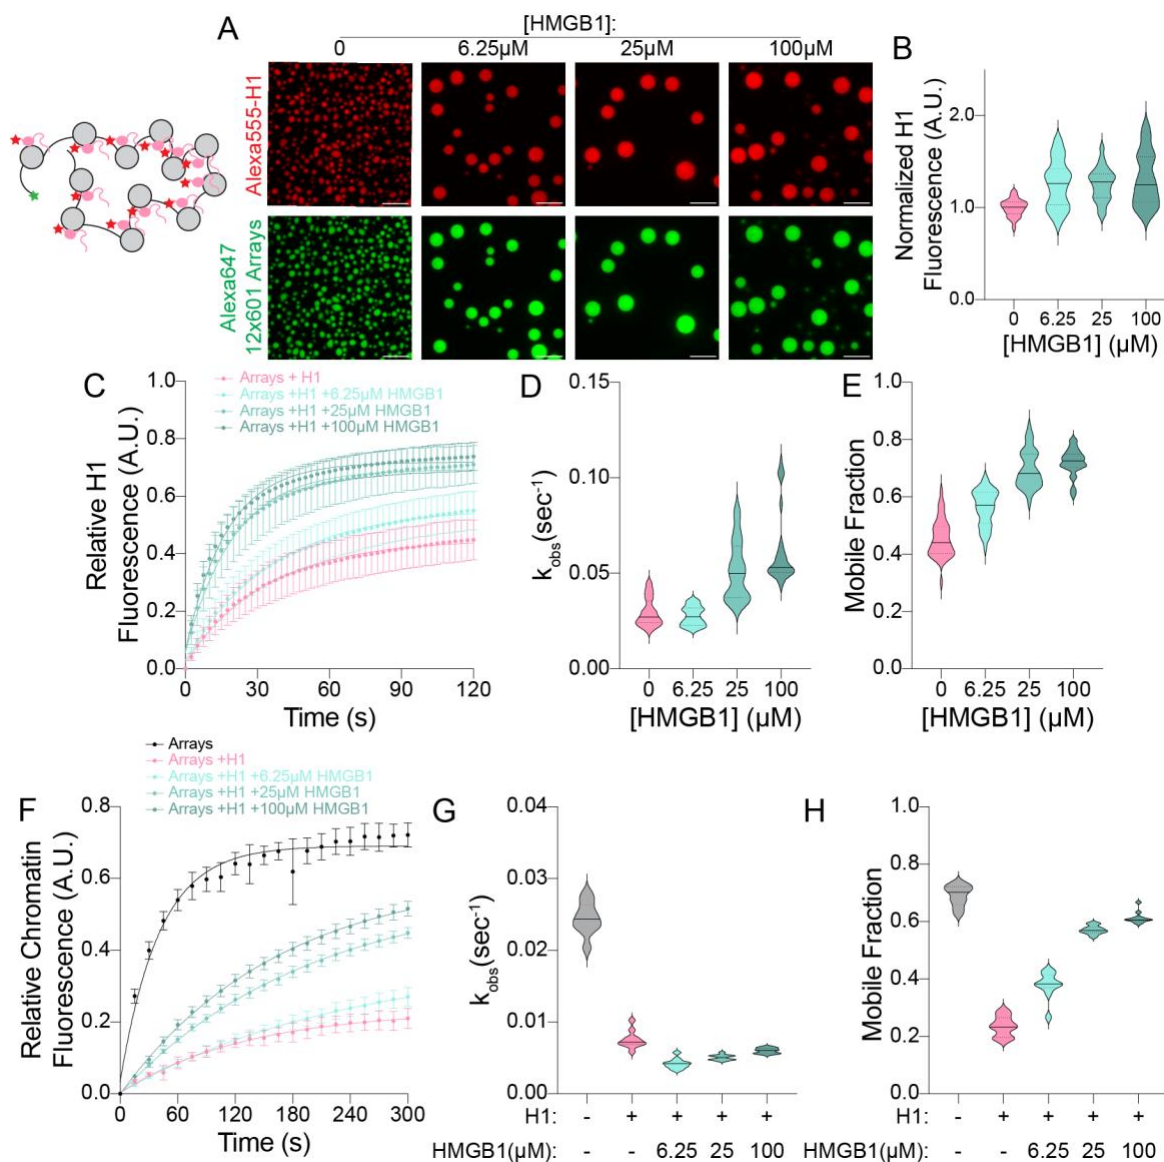 A
[HMGB1]:
0 6.25µM 25µM 100µM
Alexa555-H1
Alexa647
12x601 Arrays
B
Normalized H1
Fluorescence (A.U.)
2.0
1.0
0.0
0 6.25 25 100
[HMGB1] (µM)
C
Arrays + H1
Arrays +H1 +6.25µM HMGB1
Arrays +H1 +25µM HMGB1
Arrays +H1 +100µM HMGB1
Relative H1
Fluorescence (A.U.)
1.0
0.8
0.6
0.4
0.2
0.0
0 30 60 90 120
Time (s)
D
kobs(sec-1)
0.15
0.10
0.05
0.00
0 6.25 25 100
[HMGB1] (µM)
E
Mobile Fraction
1.0
0.8
0.6
0.4
0.2
0.0
0 6.25 25 100
[HMGB1] (µM)
F
Arrays
Arrays +H1
Arrays +H1 +6.25µM HMGB1
Arrays +H1 +25µM HMGB1
Arrays +H1 +100µM HMGB1
Relative Chromatin
Fluorescence (A.U.)
0.8
0.6
0.4
0.2
0.0
0 60 120 180 240 300
Time (s)
G
kobs(sec-1)
0.04
0.03
0.02
0.01
0.00
H1: - + + + +
HMGB1(µM): - - 6.25 25 100
H
Mobile Fraction
1.0
0.8
0.6
0.4
0.2
0.0
H1: - + + + +
HMGB1(µM): - - 6.25 25 100